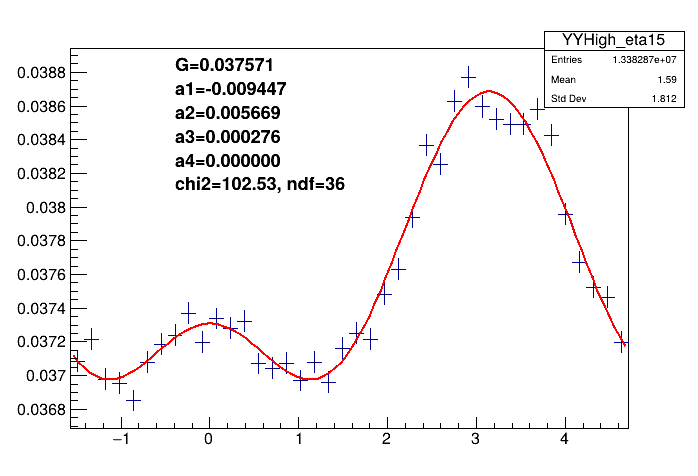 YYHigh_eta15
Entries 1.338287e+07
Mean 1.59
Std Dev 1.812
G=0.037571
a1=-0.009447
a2=0.005669
a3=0.000276
a4=0.000000
chi2=102.53, ndf=36
0.0388
0.0386
0.0384
0.0382
0.038
0.0378
0.0376
0.0374
0.0372
0.037
0.0368
−1 0 1 2 3 4